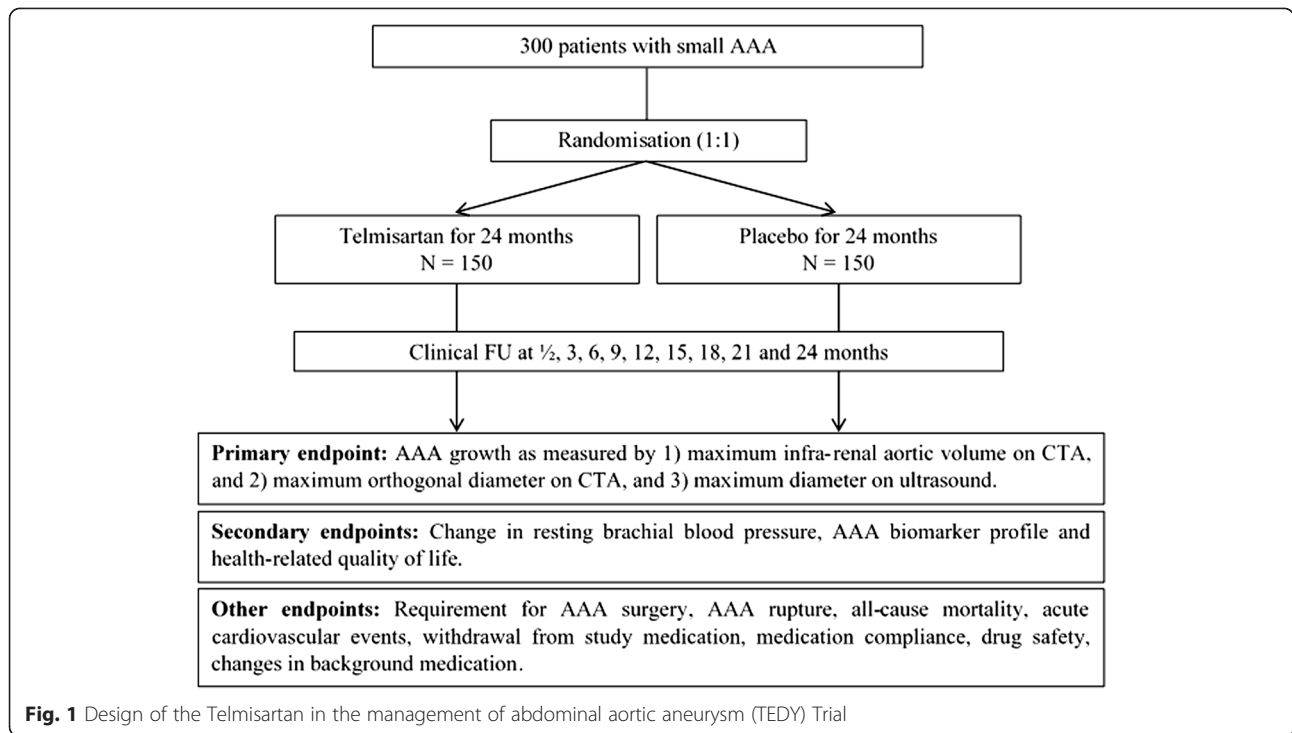 300 patients with small AAA
Randomisation (1:1)
Telmisartan for 24 months
N = 150
Placebo for 24 months
N = 150
Clinical FU at ½, 3, 6, 9, 12, 15, 18, 21 and 24 months
Primary endpoint: AAA growth as measured by 1) maximum infra-renal aortic volume on CTA,
and 2) maximum orthogonal diameter on CTA, and 3) maximum diameter on ultrasound.
Secondary endpoints: Change in resting brachial blood pressure, AAA biomarker profile and
health-related quality of life.
Other endpoints: Requirement for AAA surgery, AAA rupture, all-cause mortality, acute
cardiovascular events, withdrawal from study medication, medication compliance, drug safety,
changes in background medication.
Fig. 1 Design of the Telmisartan in the management of abdominal aortic aneurysm (TEDY) Trial